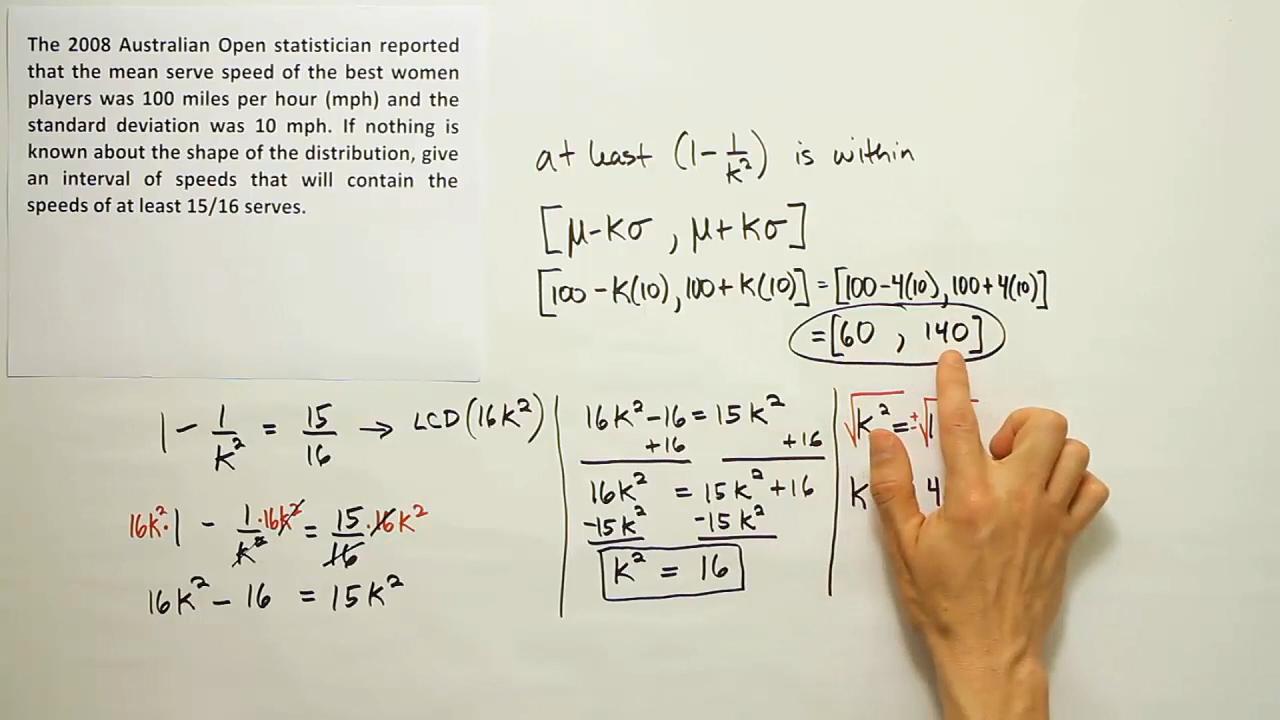 The 2008 Australian Open statistician reported
that the mean serve speed of the best women
players was 100 miles per hour (mph) and the
standard deviation was 10 mph. If nothing is
known about the shape of the distribution, give
an interval of speeds that will contain the
speeds of at least 15/16 serves.
at least (1 - 1/k²) is within
[μ-kσ , μ+kσ]
[100 - k(10), 100 + k(10)] = [100-4(10), 100+4(10)]
= [60 , 140]
1 - 1/k² = 15/16 → LCD(16k²)
16k²·1 - 1/k²·16k² = 15/16·16k²
16k² - 16 = 15k²
16k² - 16 = 15k²
+16 +16
16k² = 15k² + 16
-15k² -15k²
k² = 16
√k² = ±√1
k 4